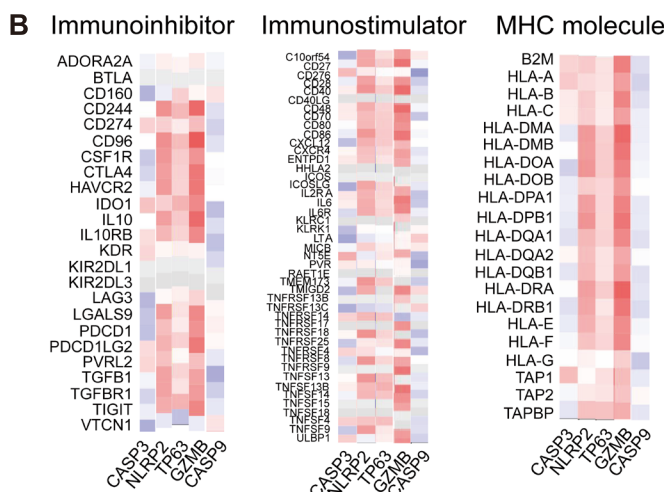 B
Immunoinhibitor
ADORA2A
BTLA
CD160
CD244
CD274
CD96
CSF1R
CTLA4
HAVCR2
IDO1
IL10
IL10RB
KDR
KIR2DL1
KIR2DL3
LAG3
LGALS9
PDCD1
PDCD1LG2
PVRL2
TGFB1
TGFBR1
TIGIT
VTCN1
CASP3
NLRP2
TP63
GZMB
CASP9
Immunostimulator
C10orf54
CD27
CD276
CD28
CD40
CD40LG
CD48
CD70
CD80
CD86
CXCL12
CXCR4
ENTPD1
HHLA2
ICOS
ICOSLG
IL2RA
IL6
IL6R
KLRC1
KLRK1
LTA
MICB
NT5E
PVR
RAET1E
TMEM173
TMIGD2
TNFRSF13B
TNFRSF13C
TNFRSF14
TNFRSF17
TNFRSF18
TNFRSF25
TNFRSF4
TNFRSF8
TNFRSF9
TNFSF13
TNFSF13B
TNFSF14
TNFSF15
TNFSF18
TNFSF4
TNFSF9
ULBP1
CASP3
NLRP2
TP63
GZMB
CASP9
MHC molecule
B2M
HLA-A
HLA-B
HLA-C
HLA-DMA
HLA-DMB
HLA-DOA
HLA-DOB
HLA-DPA1
HLA-DPB1
HLA-DQA1
HLA-DQA2
HLA-DQB1
HLA-DRA
HLA-DRB1
HLA-E
HLA-F
HLA-G
TAP1
TAP2
TAPBP
CASP3
NLRP2
TP63
GZMB
CASP9